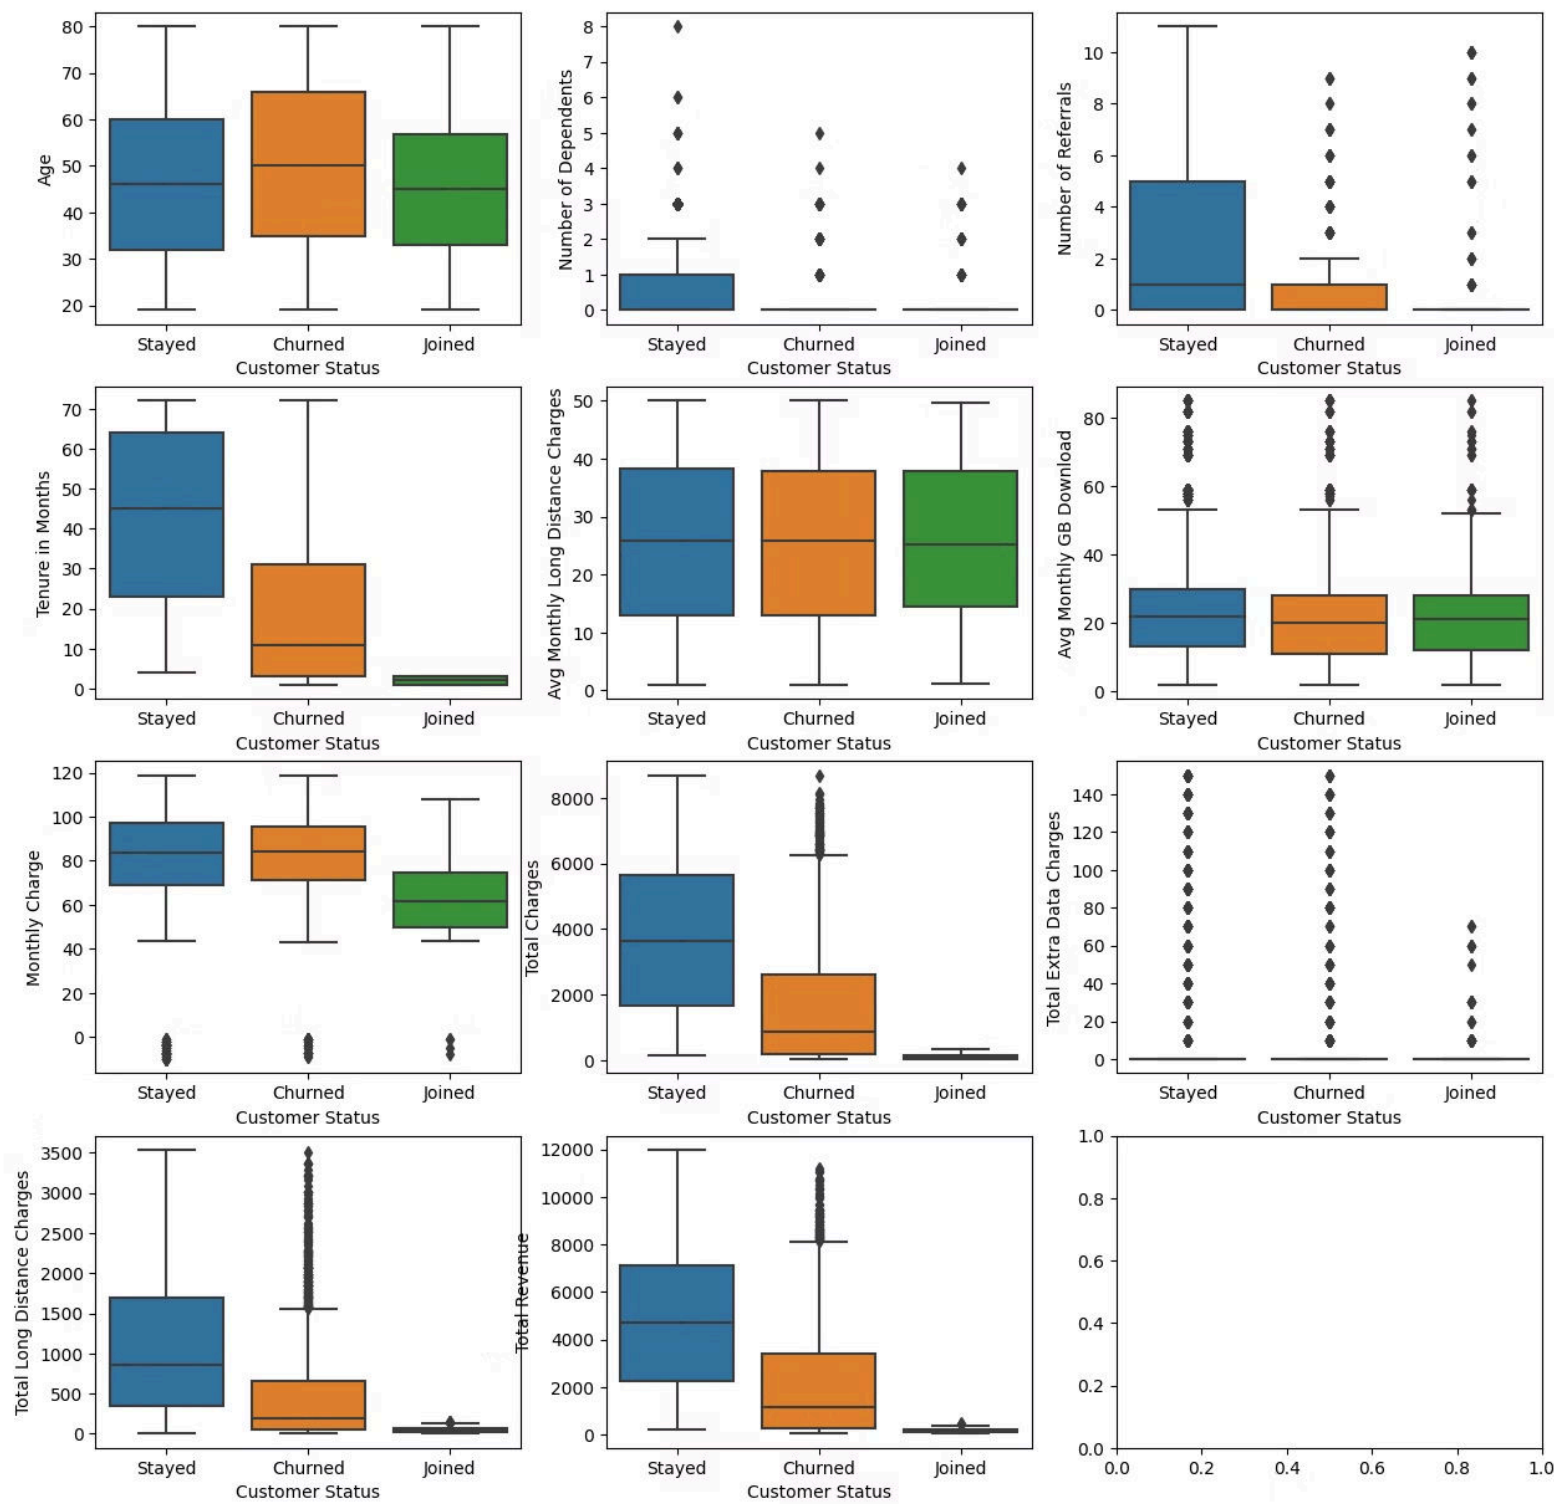 Age
80
70
60
50
40
30
20
Stayed Churned Joined
Customer Status
Number of Dependents
8
7
6
5
4
3
2
1
0
Stayed Churned Joined
Customer Status
Number of Referrals
10
8
6
4
2
0
Stayed Churned Joined
Customer Status
Tenure in Months
70
60
50
40
30
20
10
0
Stayed Churned Joined
Customer Status
Avg Monthly Long Distance Charges
50
40
30
20
10
0
Stayed Churned Joined
Customer Status
Avg Monthly GB Download
80
60
40
20
0
Stayed Churned Joined
Customer Status
Monthly Charge
120
100
80
60
40
20
0
Stayed Churned Joined
Customer Status
Total Charges
8000
6000
4000
2000
0
Stayed Churned Joined
Customer Status
Total Extra Data Charges
140
120
100
80
60
40
20
0
Stayed Churned Joined
Customer Status
Total Long Distance Charges
3500
3000
2500
2000
1500
1000
500
0
Stayed Churned Joined
Customer Status
Total Revenue
12000
10000
8000
6000
4000
2000
0
Stayed Churned Joined
Customer Status
1.0
0.8
0.6
0.4
0.2
0.0
0.0 0.2 0.4 0.6 0.8 1.0